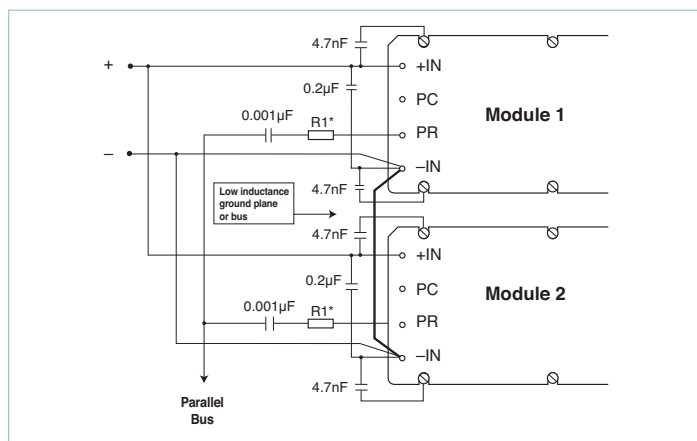 4.7nF
+
+IN
0.2µF
PC
Module 1
0.001µF
R1*
PR
–
–IN
4.7nF
Low inductance
ground plane
or bus
4.7nF
+IN
0.2µF
PC
Module 2
0.001µF
R1*
PR
–IN
4.7nF
Parallel
Bus